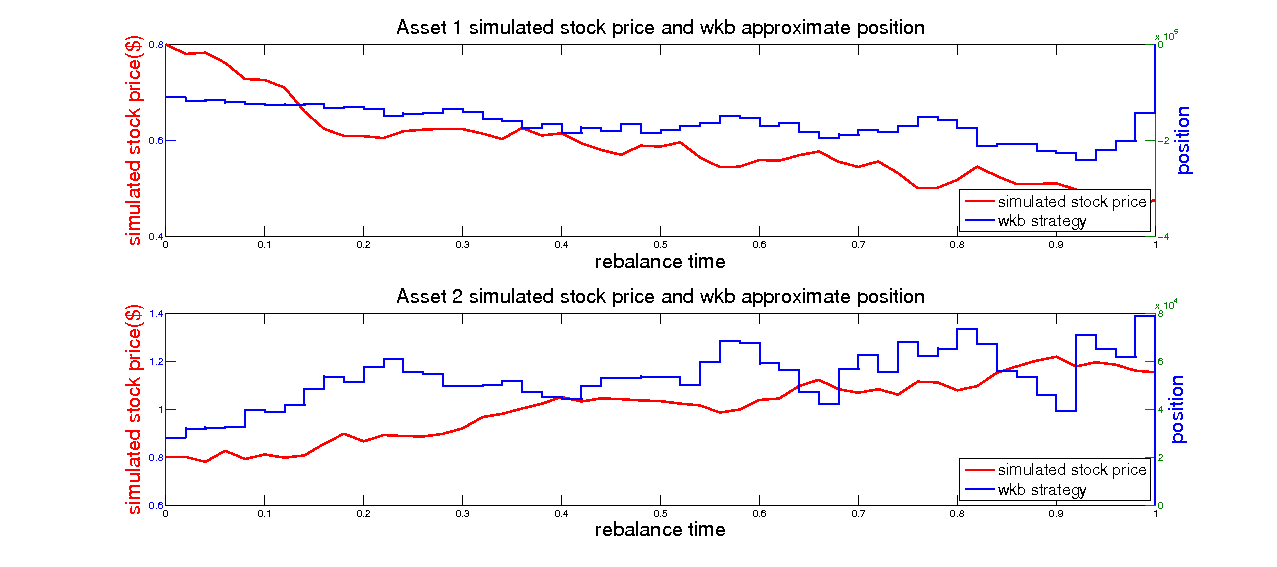 Asset 1 simulated stock price and wkb approximate position
x 10^5
simulated stock price($)
0.8
0.6
0.4
0
−2
−4
position
simulated stock price
wkb strategy
0 0.1 0.2 0.3 0.4 0.5 0.6 0.7 0.8 0.9 1
rebalance time
Asset 2 simulated stock price and wkb approximate position
x 10^4
simulated stock price($)
1.4
1.2
1
0.8
0.6
8
6
4
2
0
position
simulated stock price
wkb strategy
0 0.1 0.2 0.3 0.4 0.5 0.6 0.7 0.8 0.9 1
rebalance time